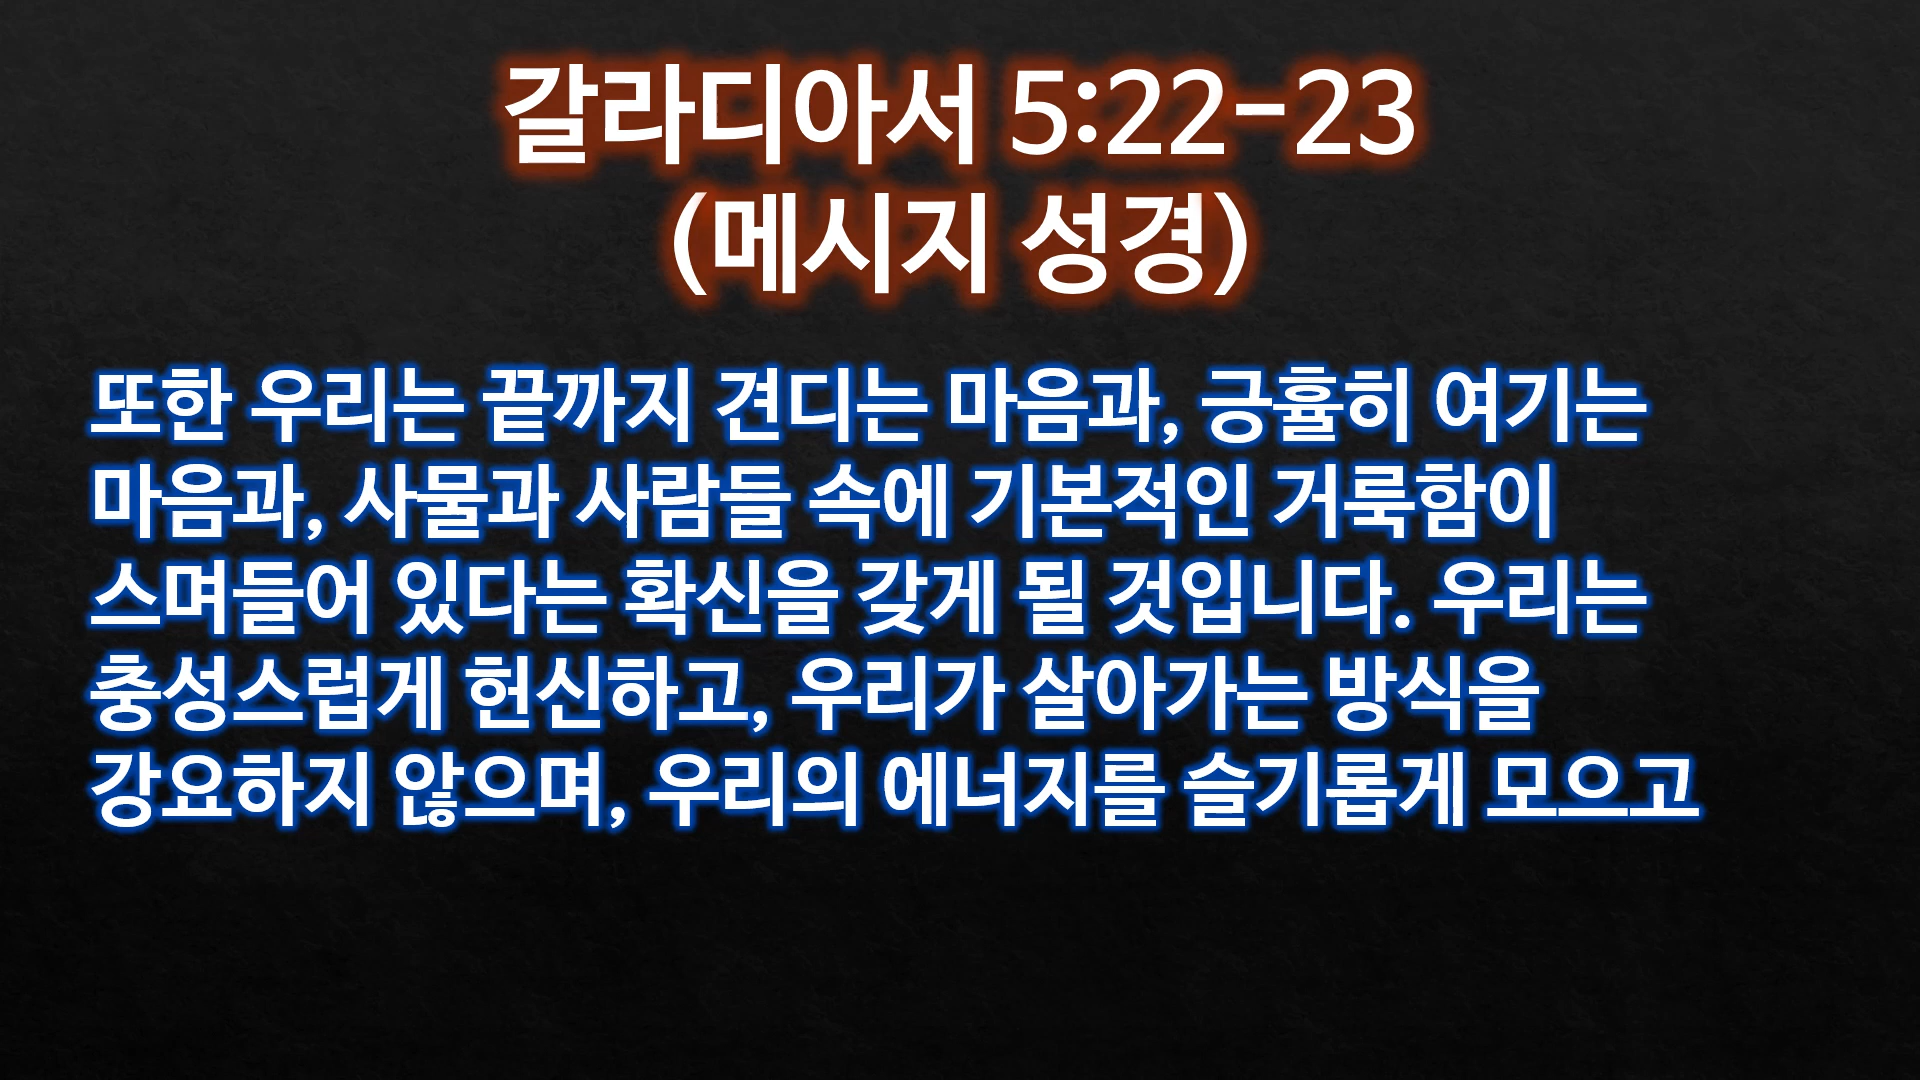 갈라디아서 5:22-23
(메시지 성경)
또한 우리는 끝까지 견디는 마음과, 긍휼히 여기는
마음과, 사물과 사람들 속에 기본적인 거룩함이
스며들어 있다는 확신을 갖게 될 것입니다. 우리는
충성스럽게 헌신하고, 우리가 살아가는 방식을
강요하지 않으며, 우리의 에너지를 슬기롭게 모으고